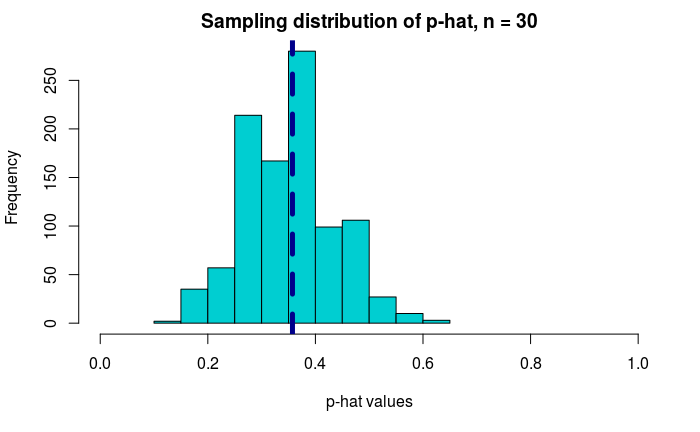 Sampling distribution of p-hat, n = 30
Frequency
250
200
150
100
50
0
0.0 0.2 0.4 0.6 0.8 1.0
p-hat values